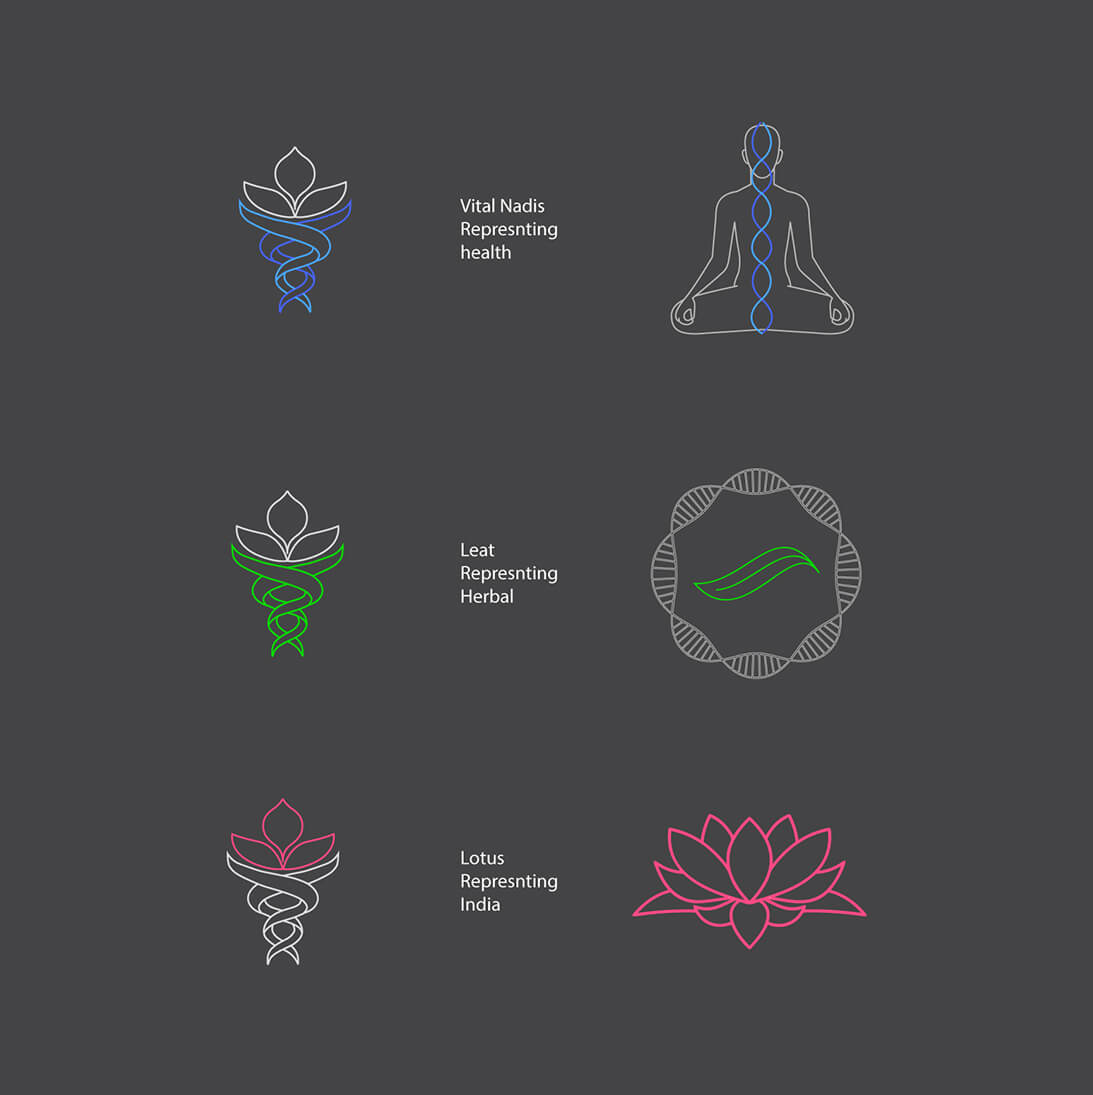 Vital Nadis
Represnting
health
Leat
Represnting
Herbal
Lotus
Represnting
India